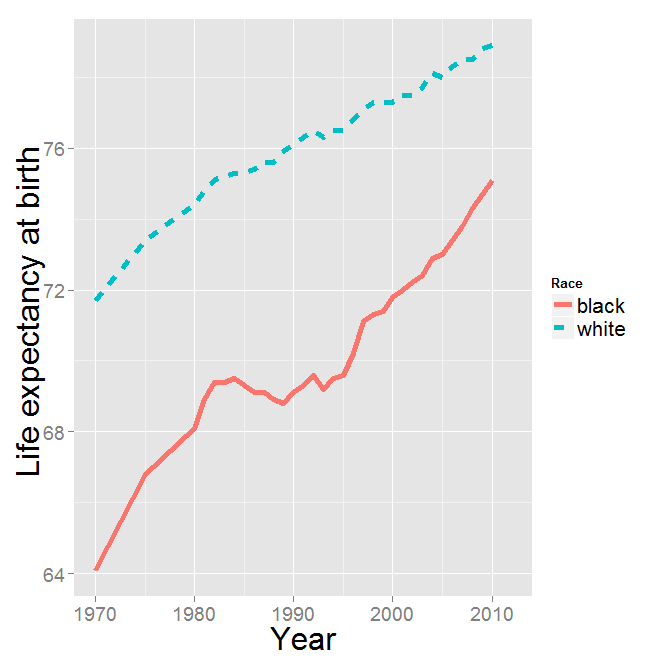 Life expectancy at birth
76
72
68
64
1970 1980 1990 2000 2010
Year
Race
black
white